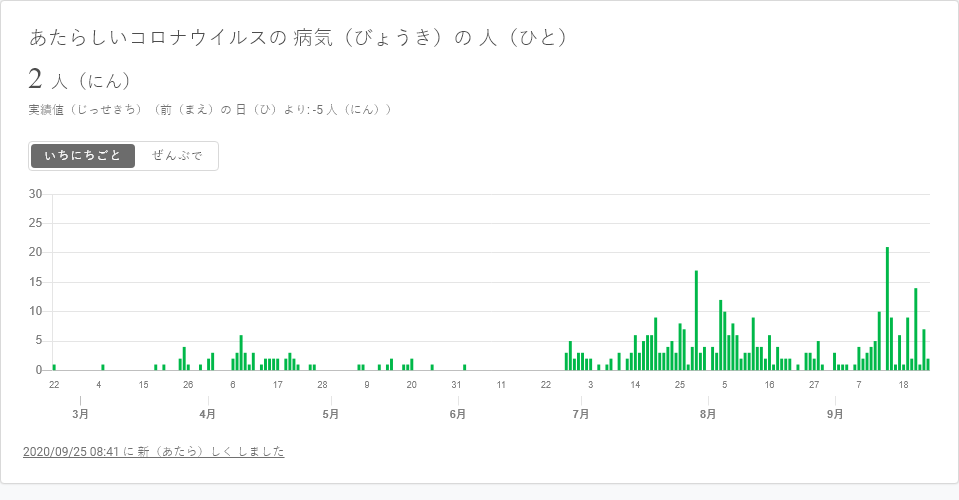 あたらしいコロナウイルスの 病気（びょうき）の 人（ひと）
2 人（にん）
実績値（じっせきち）（前（まえ）の 日（ひ）より: -5 人（にん））
いちにちごと ぜんぶで
30
25
20
15
10
5
0
22 4 15 26 6 17 28 9 20 31 11 22 3 14 25 5 16 27 7 18
3月 4月 5月 6月 7月 8月 9月
2020/09/25 08:41 に 新（あたら）しく しました